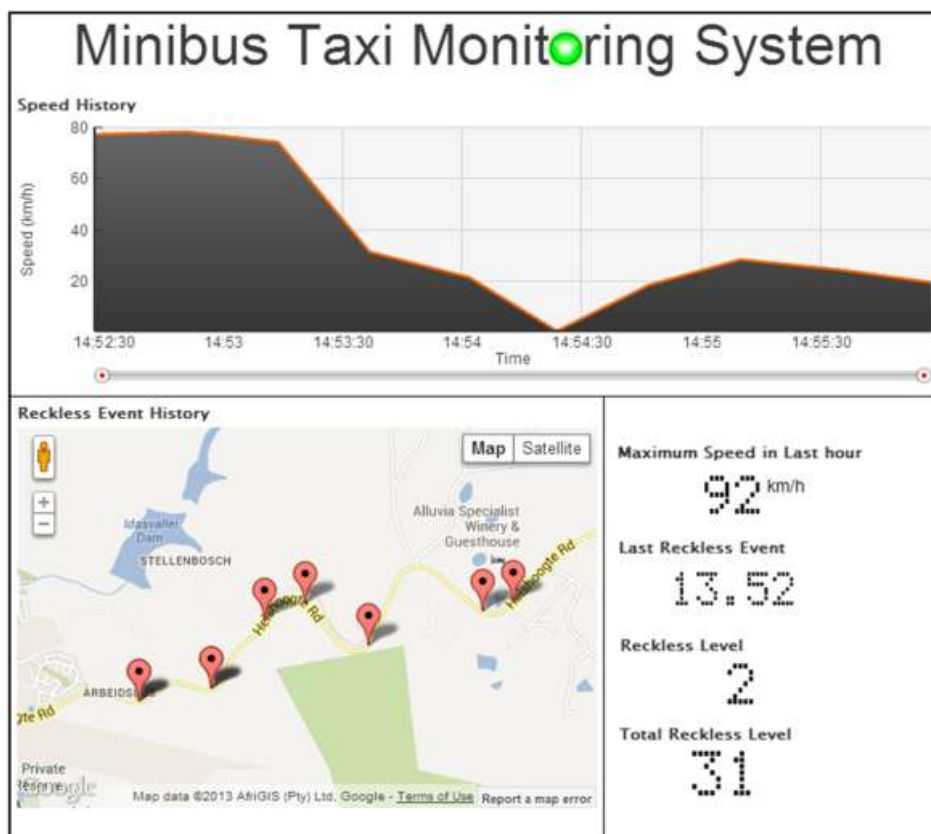 Minibus Taxi Monitoring System
Speed History
80
60
40
20
Speed (km/h)
14:52:30 14:53 14:53:30 14:54 14:54:30 14:55 14:55:30
Time
Reckless Event History
Map Satellite
Idasvallei
Dam
STELLENBOSCH
Alluvia Specialist
Winery &
Guesthouse
Rd
Rd
Rd
Private
Google
Map data ©2013 AfriGIS (Pty) Ltd, Google - Terms of Use Report a map error
Maximum Speed in Last hour
92 km/h
Last Reckless Event
13.52
Reckless Level
2
Total Reckless Level
31